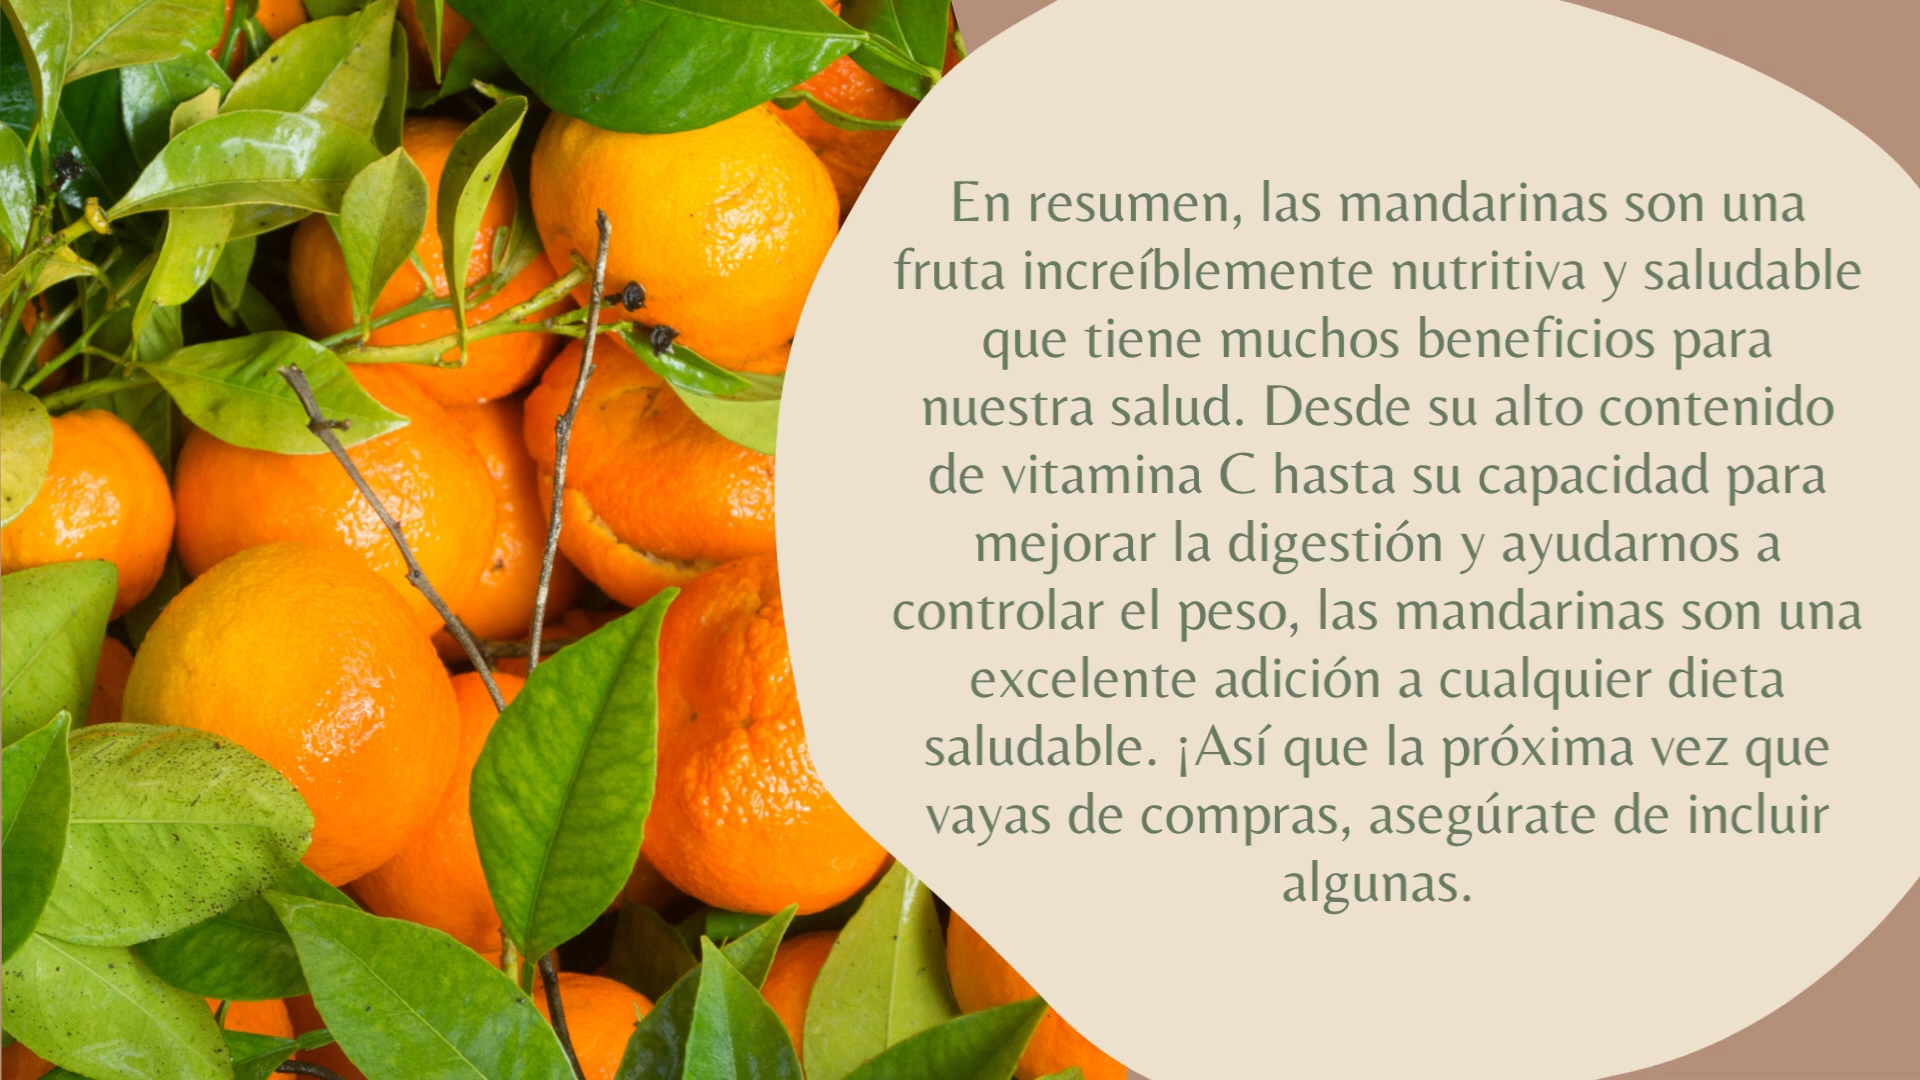 En resumen, las mandarinas son una
fruta increíblemente nutritiva y saludable
que tiene muchos beneficios para
nuestra salud. Desde su alto contenido
de vitamina C hasta su capacidad para
mejorar la digestión y ayudarnos a
controlar el peso, las mandarinas son una
excelente adición a cualquier dieta
saludable. ¡Así que la próxima vez que
vayas de compras, asegúrate de incluir
algunas.